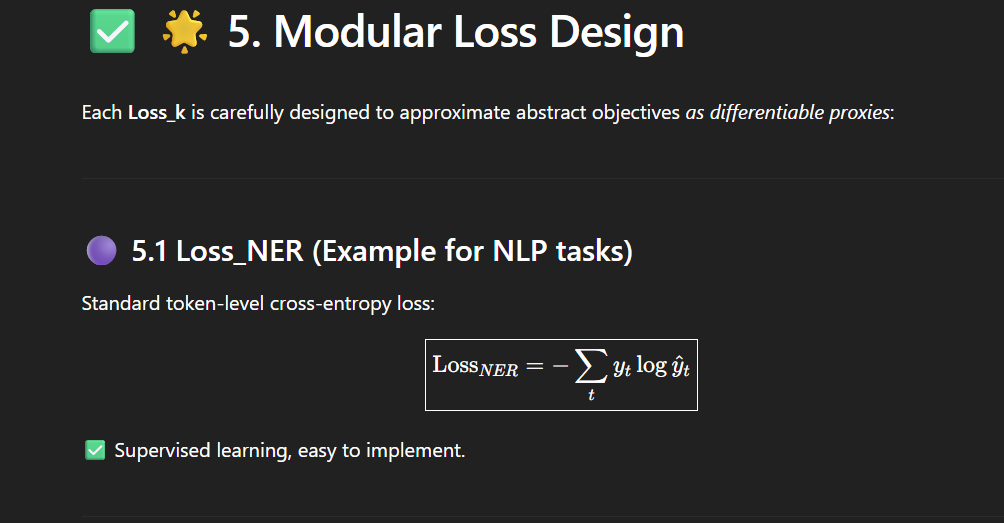 ✅ 🌟 5. Modular Loss Design
Each Loss_k is carefully designed to approximate abstract objectives as differentiable proxies:
🟣 5.1 Loss_NER (Example for NLP tasks)
Standard token-level cross-entropy loss:
Loss_{NER} = -∑_t y_t log ŷ_t
✅ Supervised learning, easy to implement.